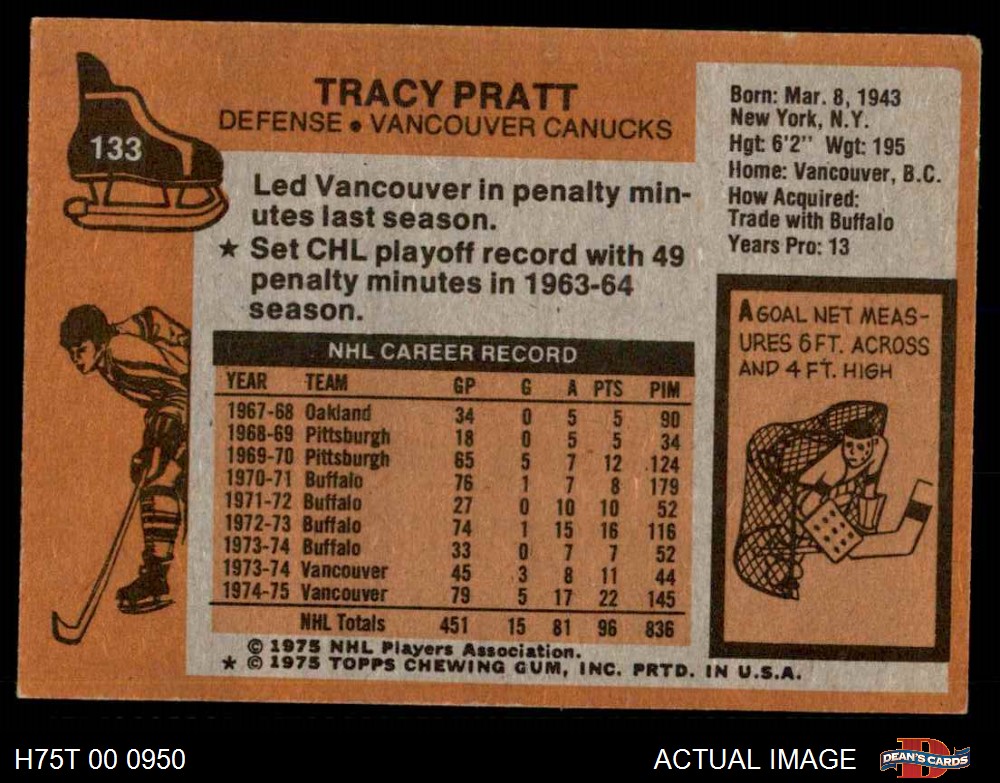 133
TRACY PRATT
DEFENSE • VANCOUVER CANUCKS
Led Vancouver in penalty min-
utes last season.
★ Set CHL playoff record with 49
penalty minutes in 1963-64
season.
Born: Mar. 8, 1943
New York, N.Y.
Hgt: 6'2" Wgt: 195
Home: Vancouver, B.C.
How Acquired:
Trade with Buffalo
Years Pro: 13
A GOAL NET MEAS-
URES 6 FT. ACROSS
AND 4 FT. HIGH
NHL CAREER RECORD
YEAR TEAM GP G A PTS PIM
1967-68 Oakland 34 0 5 5 90
1968-69 Pittsburgh 18 0 5 5 34
1969-70 Pittsburgh 65 5 7 12 124
1970-71 Buffalo 76 1 7 8 179
1971-72 Buffalo 27 0 10 10 52
1972-73 Buffalo 74 1 15 16 116
1973-74 Buffalo 33 0 7 7 52
1973-74 Vancouver 45 3 8 11 44
1974-75 Vancouver 79 5 17 22 145
NHL Totals 451 15 81 96 836
© 1975 NHL Players Association.
★ © 1975 TOPPS CHEWING GUM, INC. PRTD. IN U.S.A.
H75T 00 0950
ACTUAL IMAGE
DEAN'S CARDS